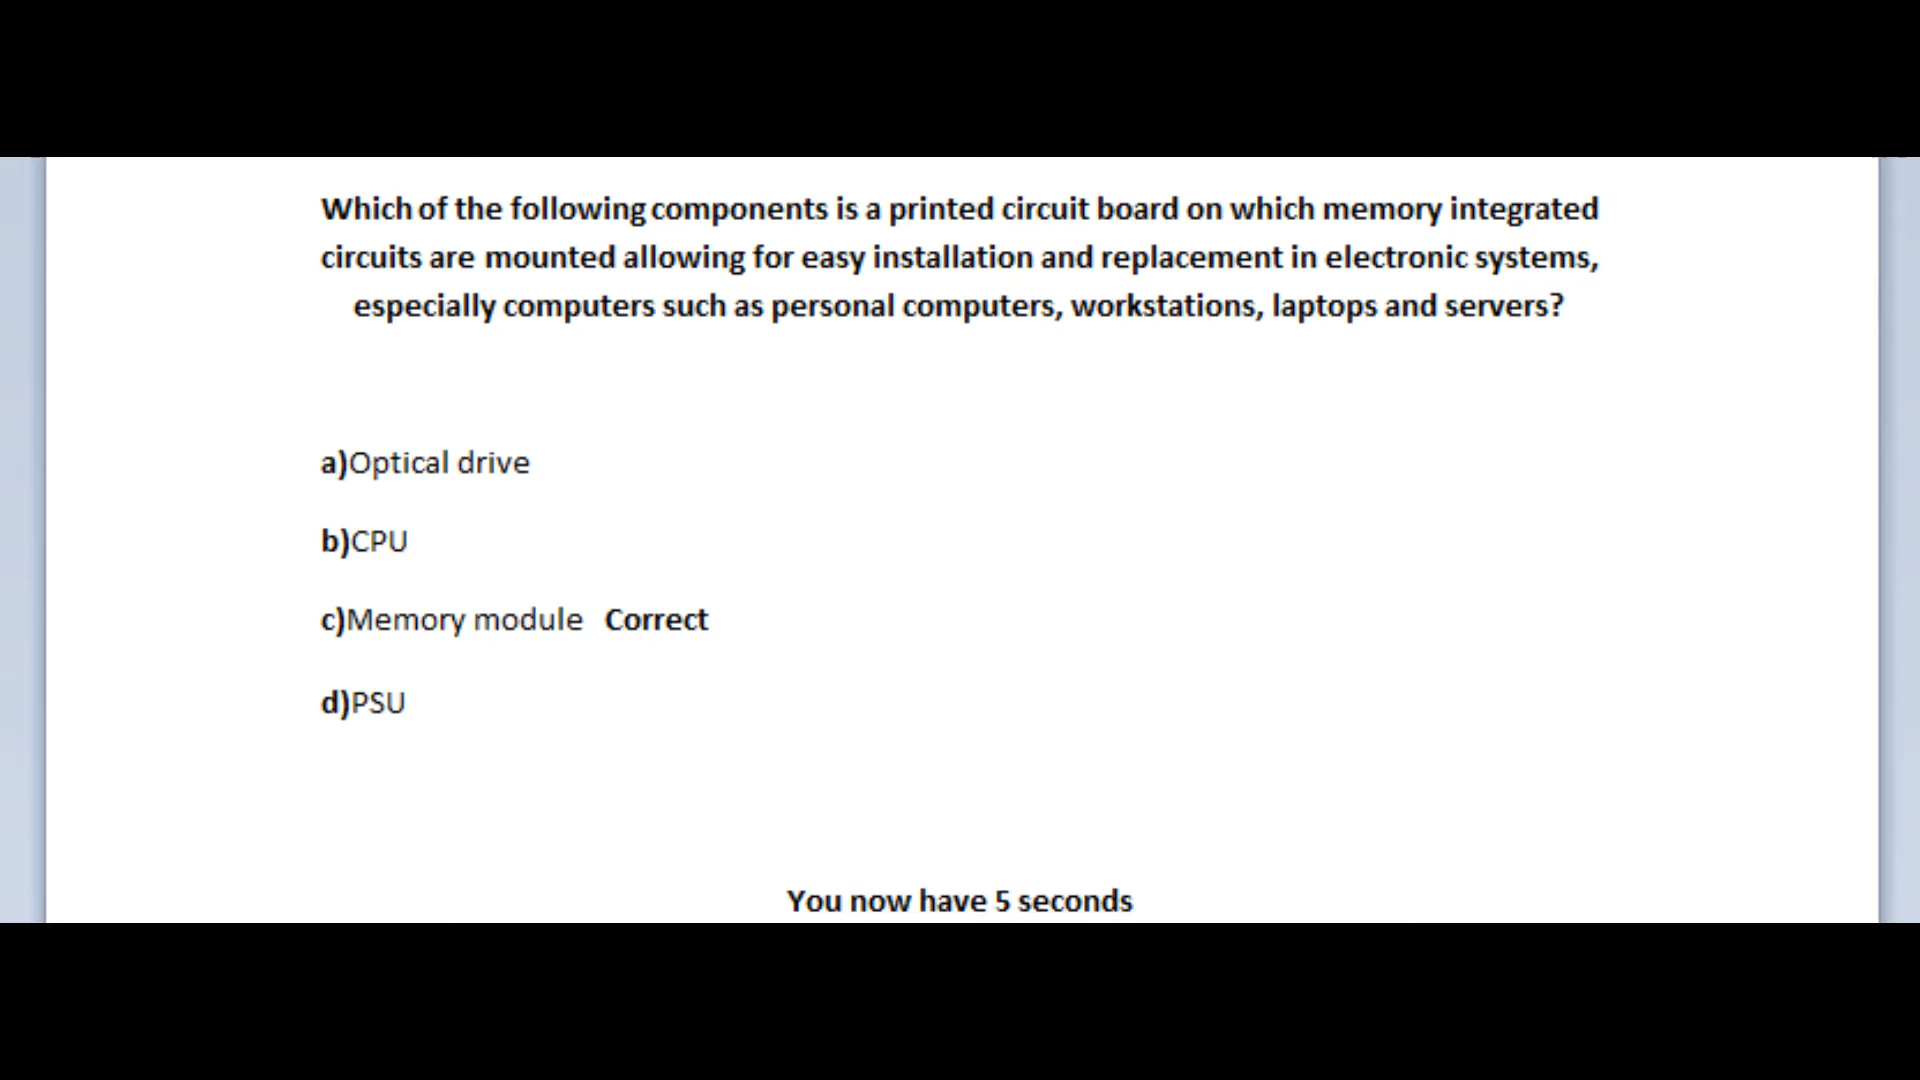 Which of the following components is a printed circuit board on which memory integrated
circuits are mounted allowing for easy installation and replacement in electronic systems,
especially computers such as personal computers, workstations, laptops and servers?
a)Optical drive
b)CPU
c)Memory module Correct
d)PSU
You now have 5 seconds